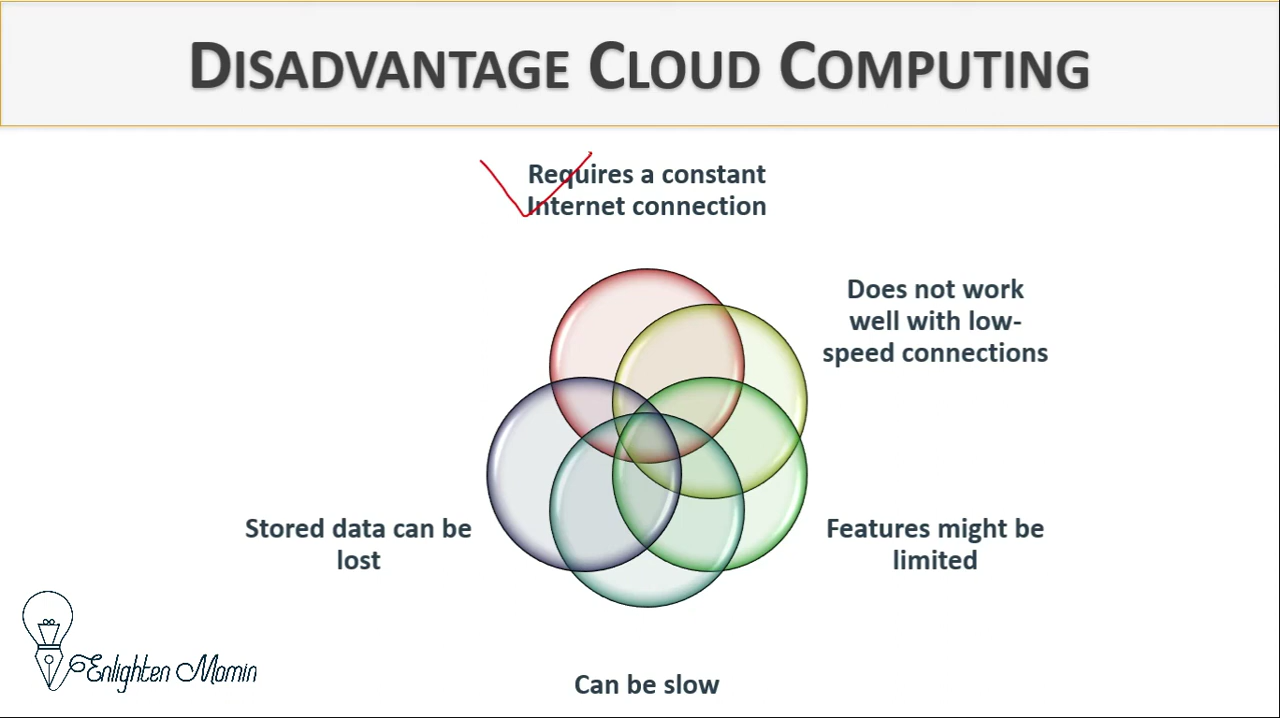 DISADVANTAGE CLOUD COMPUTING
Requires a constant
Internet connection
Does not work
well with low-
speed connections
Stored data can be
lost
Features might be
limited
Enlighten Momin
Can be slow